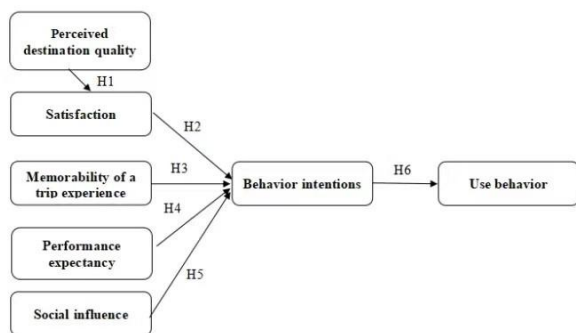 Perceived
destination quality
H1
Satisfaction
H2
Memorability of a
trip experience
H3
Behavior intentions
H6
Use behavior
H4
Performance
expectancy
H5
Social influence